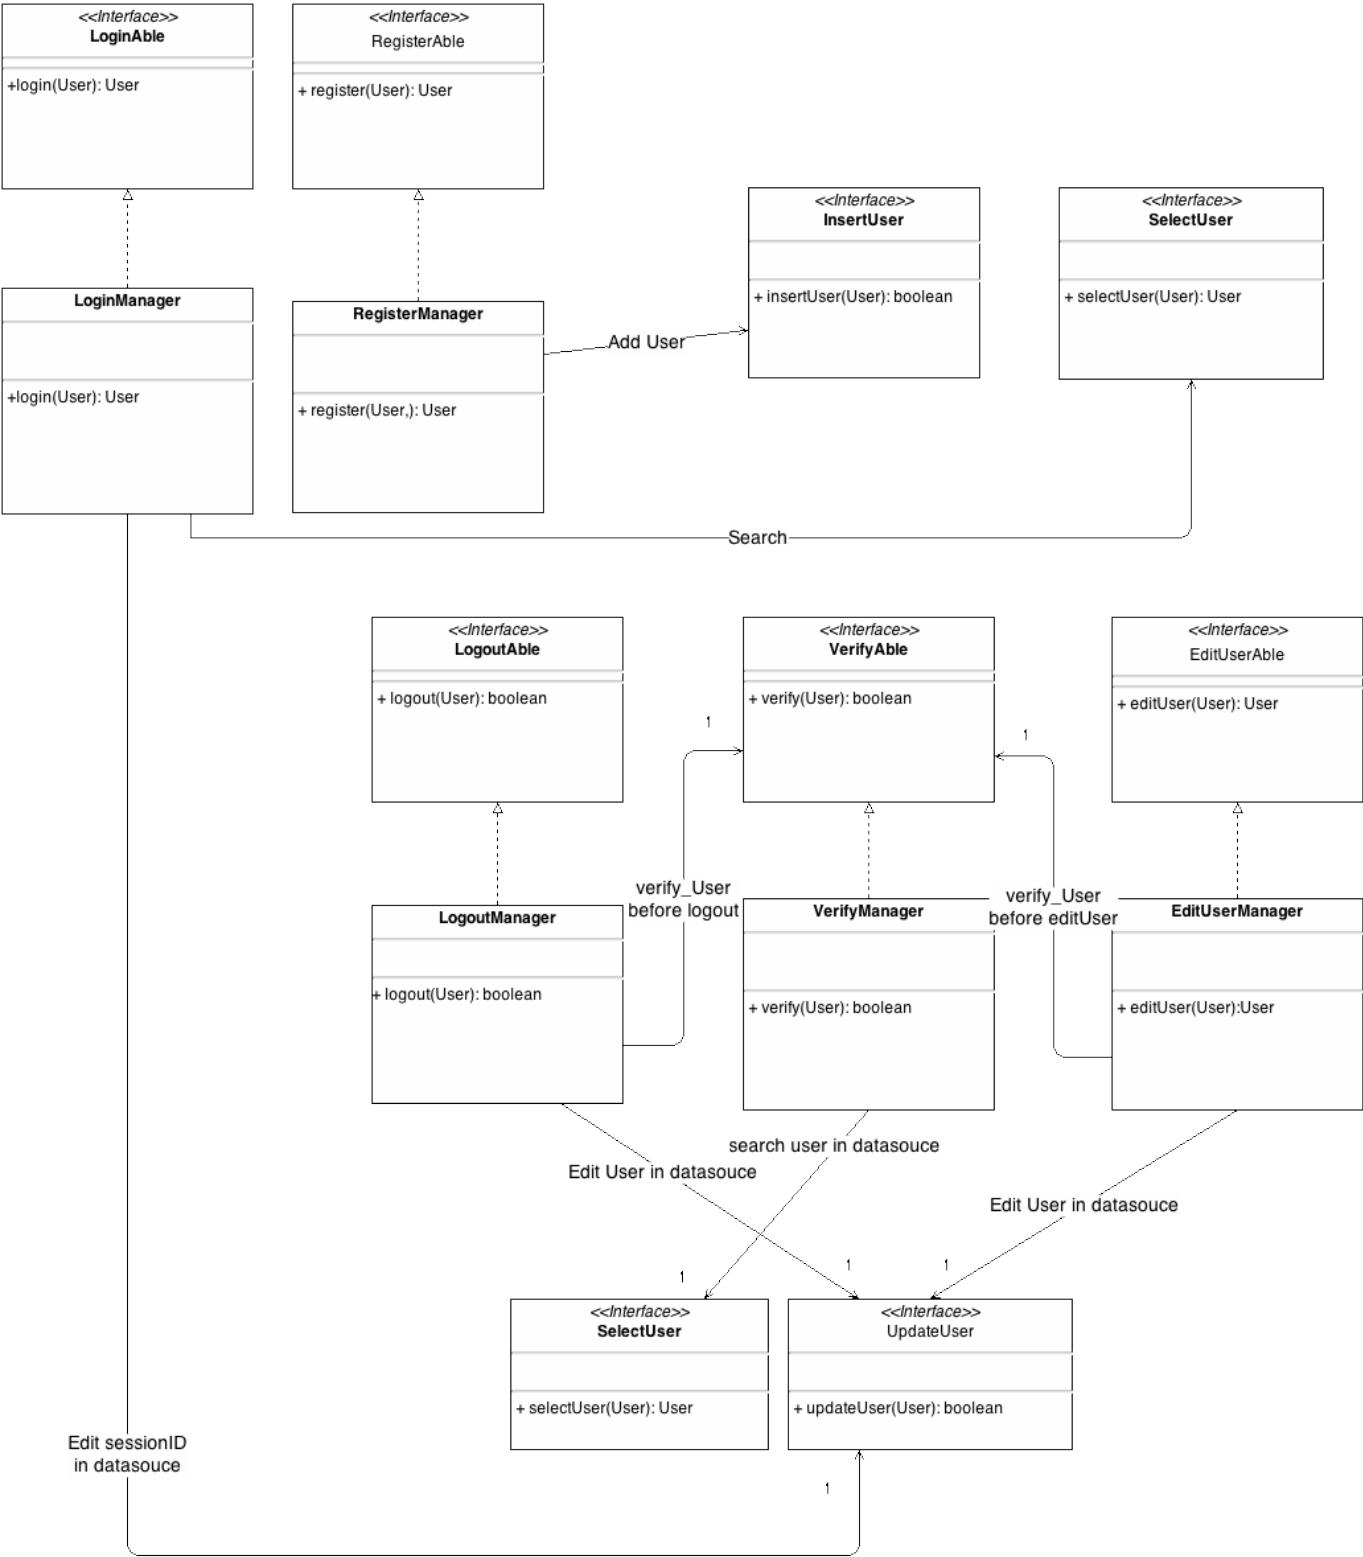 <<Interface>>
LoginAble
+login(User): User
<<Interface>>
RegisterAble
+ register(User): User
<<Interface>>
InsertUser
+ insertUser(User): boolean
<<Interface>>
SelectUser
+ selectUser(User): User
LoginManager
+login(User): User
RegisterManager
+ register(User,): User
Add User
Search
<<Interface>>
LogoutAble
+ logout(User): boolean
<<Interface>>
VerifyAble
+ verify(User): boolean
<<Interface>>
EditUserAble
+ editUser(User): User
1
1
verify_User
before logout
verify_User
before editUser
LogoutManager
+ logout(User): boolean
VerifyManager
+ verify(User): boolean
EditUserManager
+ editUser(User):User
search user in datasouce
Edit User in datasouce
Edit User in datasouce
1
1
1
<<Interface>>
SelectUser
+ selectUser(User): User
<<Interface>>
UpdateUser
+ updateUser(User): boolean
Edit sessionID
in datasouce
1